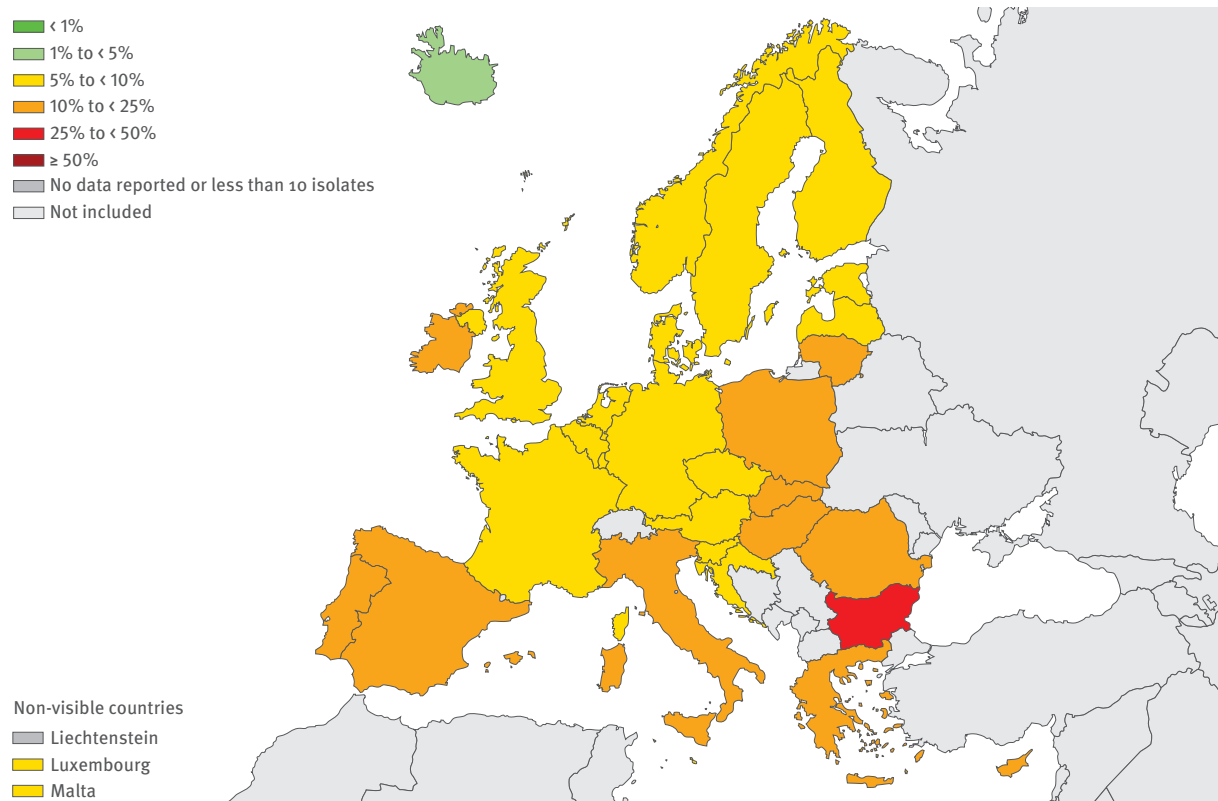 < 1%
1% to < 5%
5% to < 10%
10% to < 25%
25% to < 50%
≥ 50%
No data reported or less than 10 isolates
Not included
Non-visible countries
Liechtenstein
Luxembourg
Malta